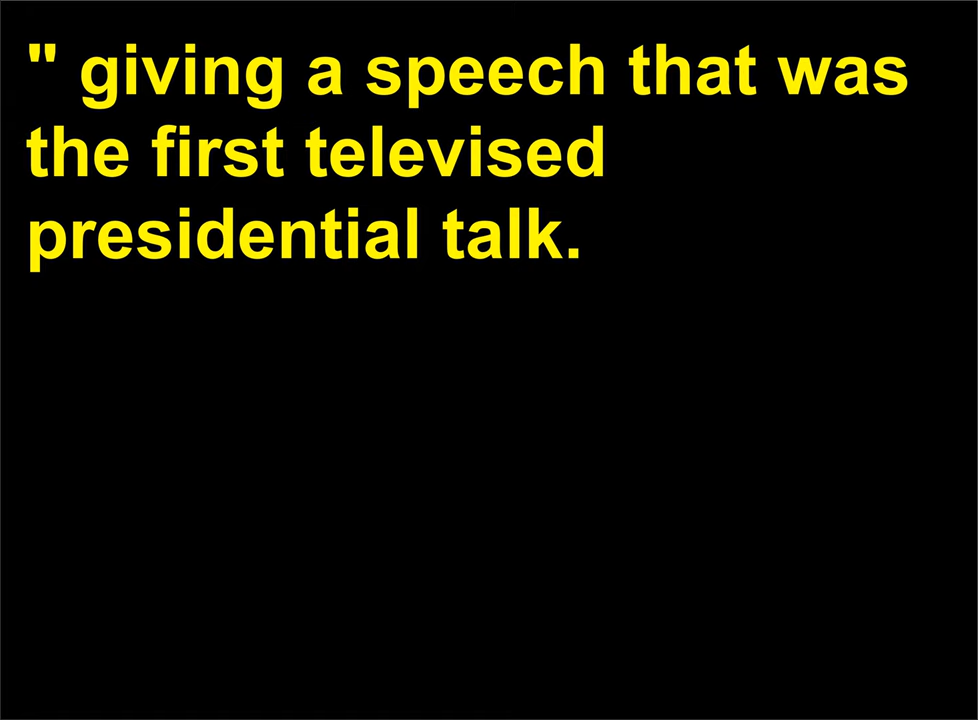 " giving a speech that was
the first televised
presidential talk.